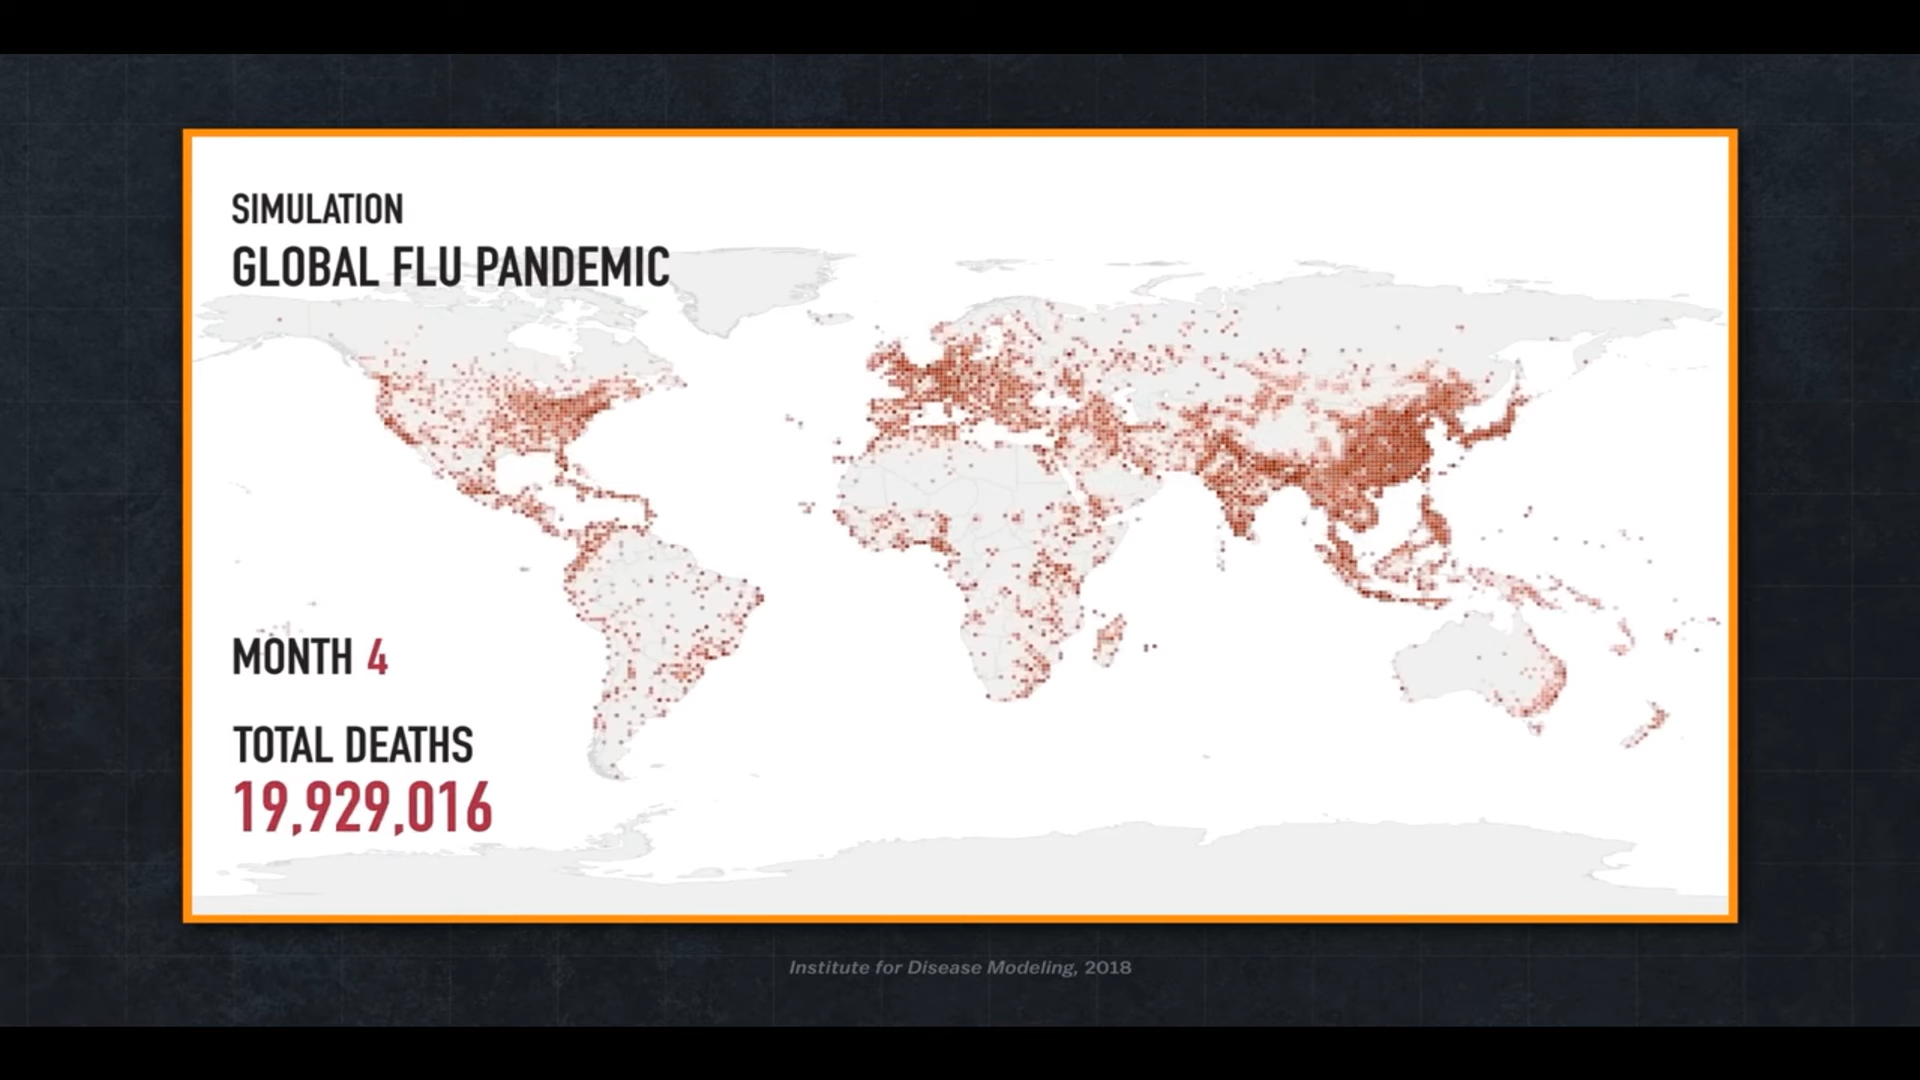 SIMULATION
GLOBAL FLU PANDEMIC
MONTH 4
TOTAL DEATHS
19,929,016
Institute for Disease Modeling, 2018